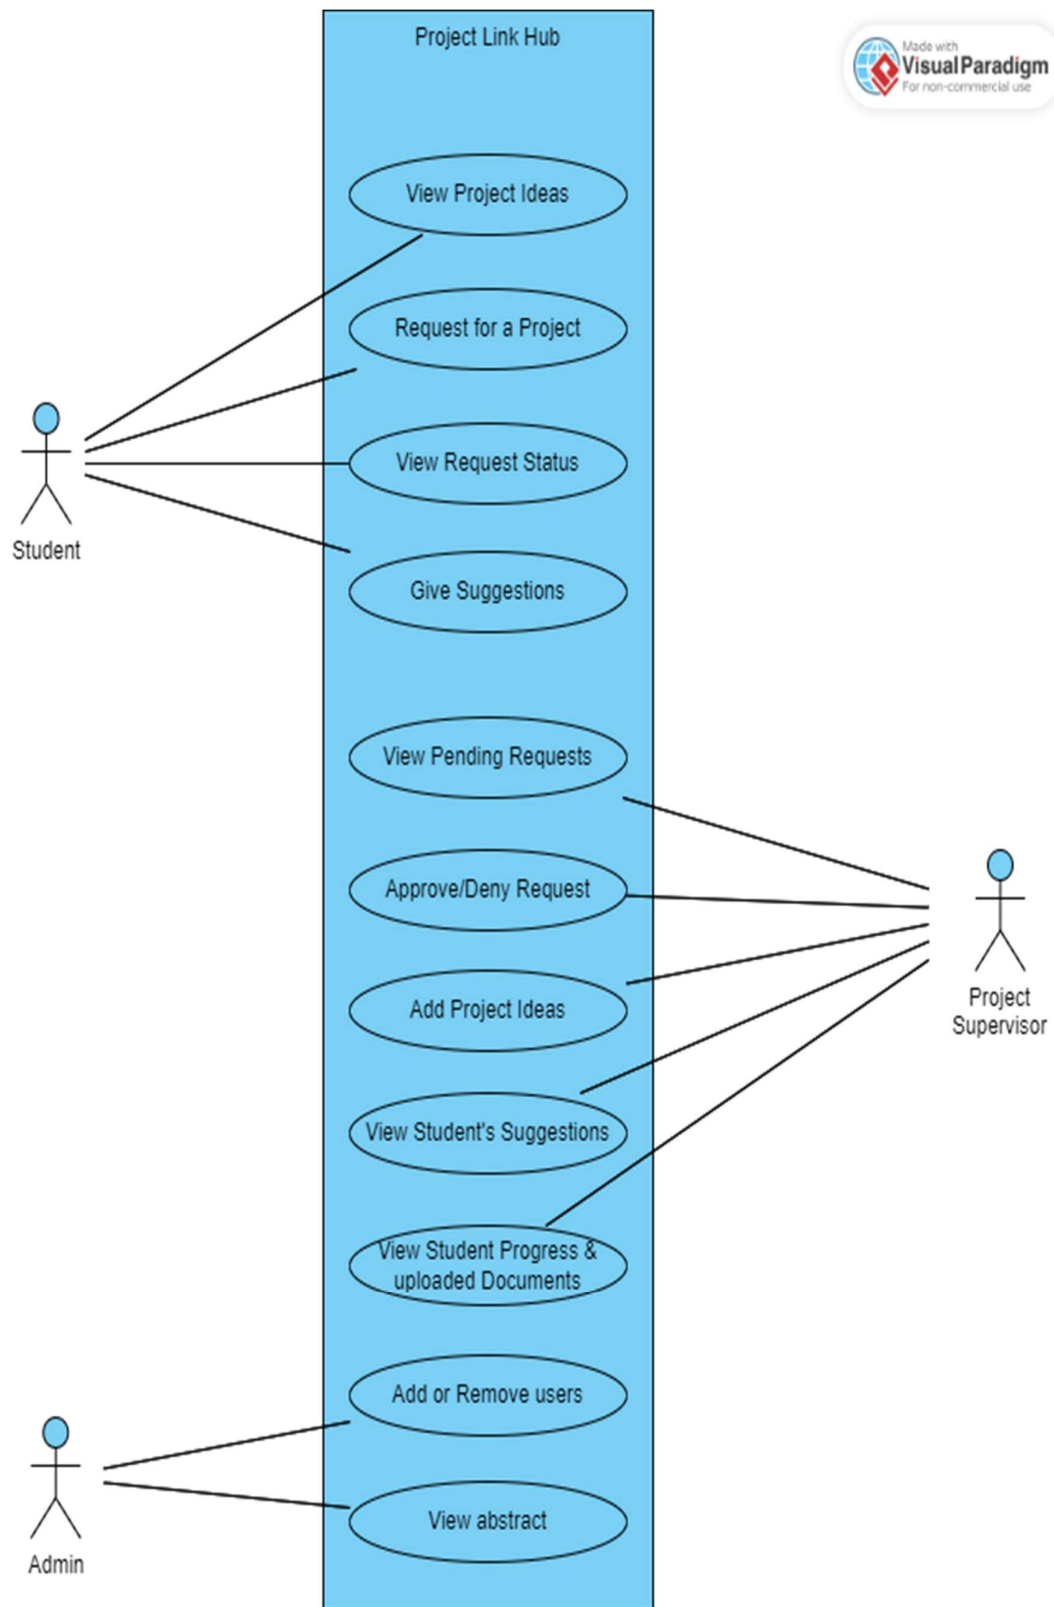 Project Link Hub
Made with
Visual Paradigm
For non-commercial use
View Project Ideas
Request for a Project
View Request Status
Student
Give Suggestions
View Pending Requests
Approve/Deny Request
Project
Supervisor
Add Project Ideas
View Student's Suggestions
View Student Progress &
uploaded Documents
Add or Remove users
View abstract
Admin